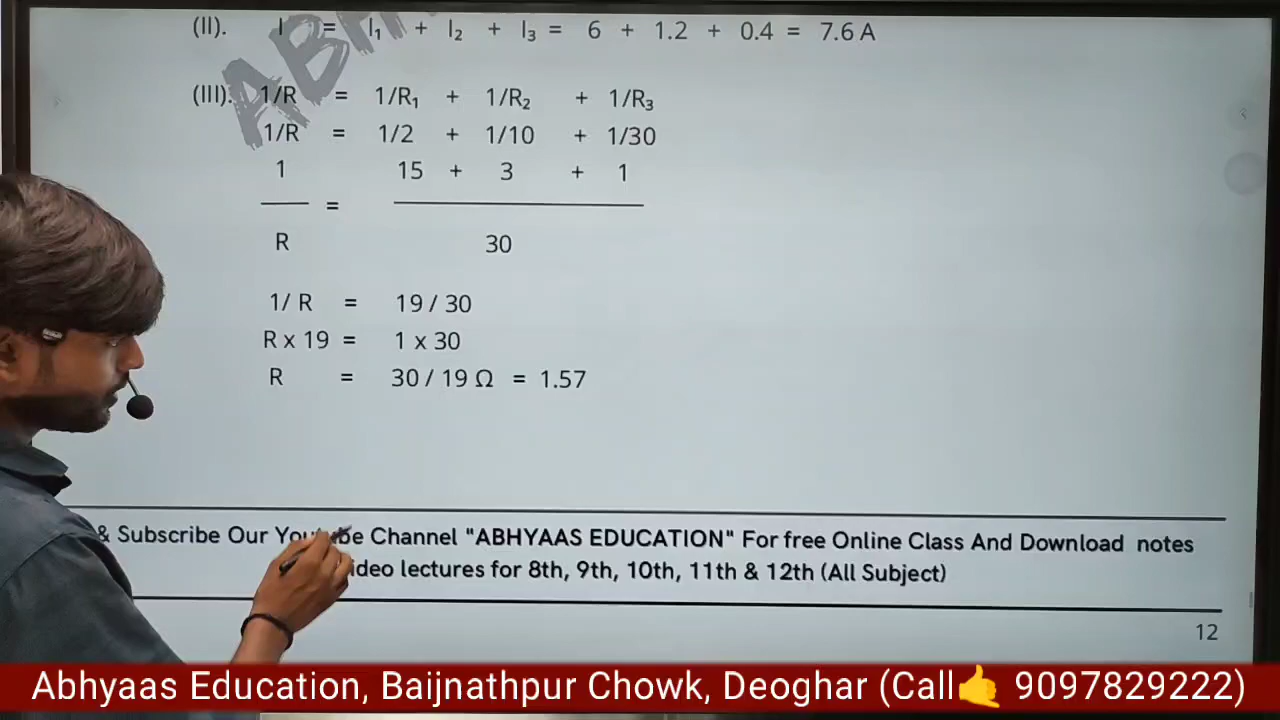 (II). I = I₁ + I₂ + I₃ = 6 + 1.2 + 0.4 = 7.6 A
(III). 1/R = 1/R₁ + 1/R₂ + 1/R₃
1/R = 1/2 + 1/10 + 1/30
1 15 + 3 + 1
=
R 30
1/ R = 19 / 30
R x 19 = 1 x 30
R = 30 / 19 Ω = 1.57
& Subscribe Our Youtube Channel "ABHYAAS EDUCATION" For free Online Class And Download notes
ideo lectures for 8th, 9th, 10th, 11th & 12th (All Subject)
12
Abhyaas Education, Baijnathpur Chowk, Deoghar (Call🤙 9097829222)